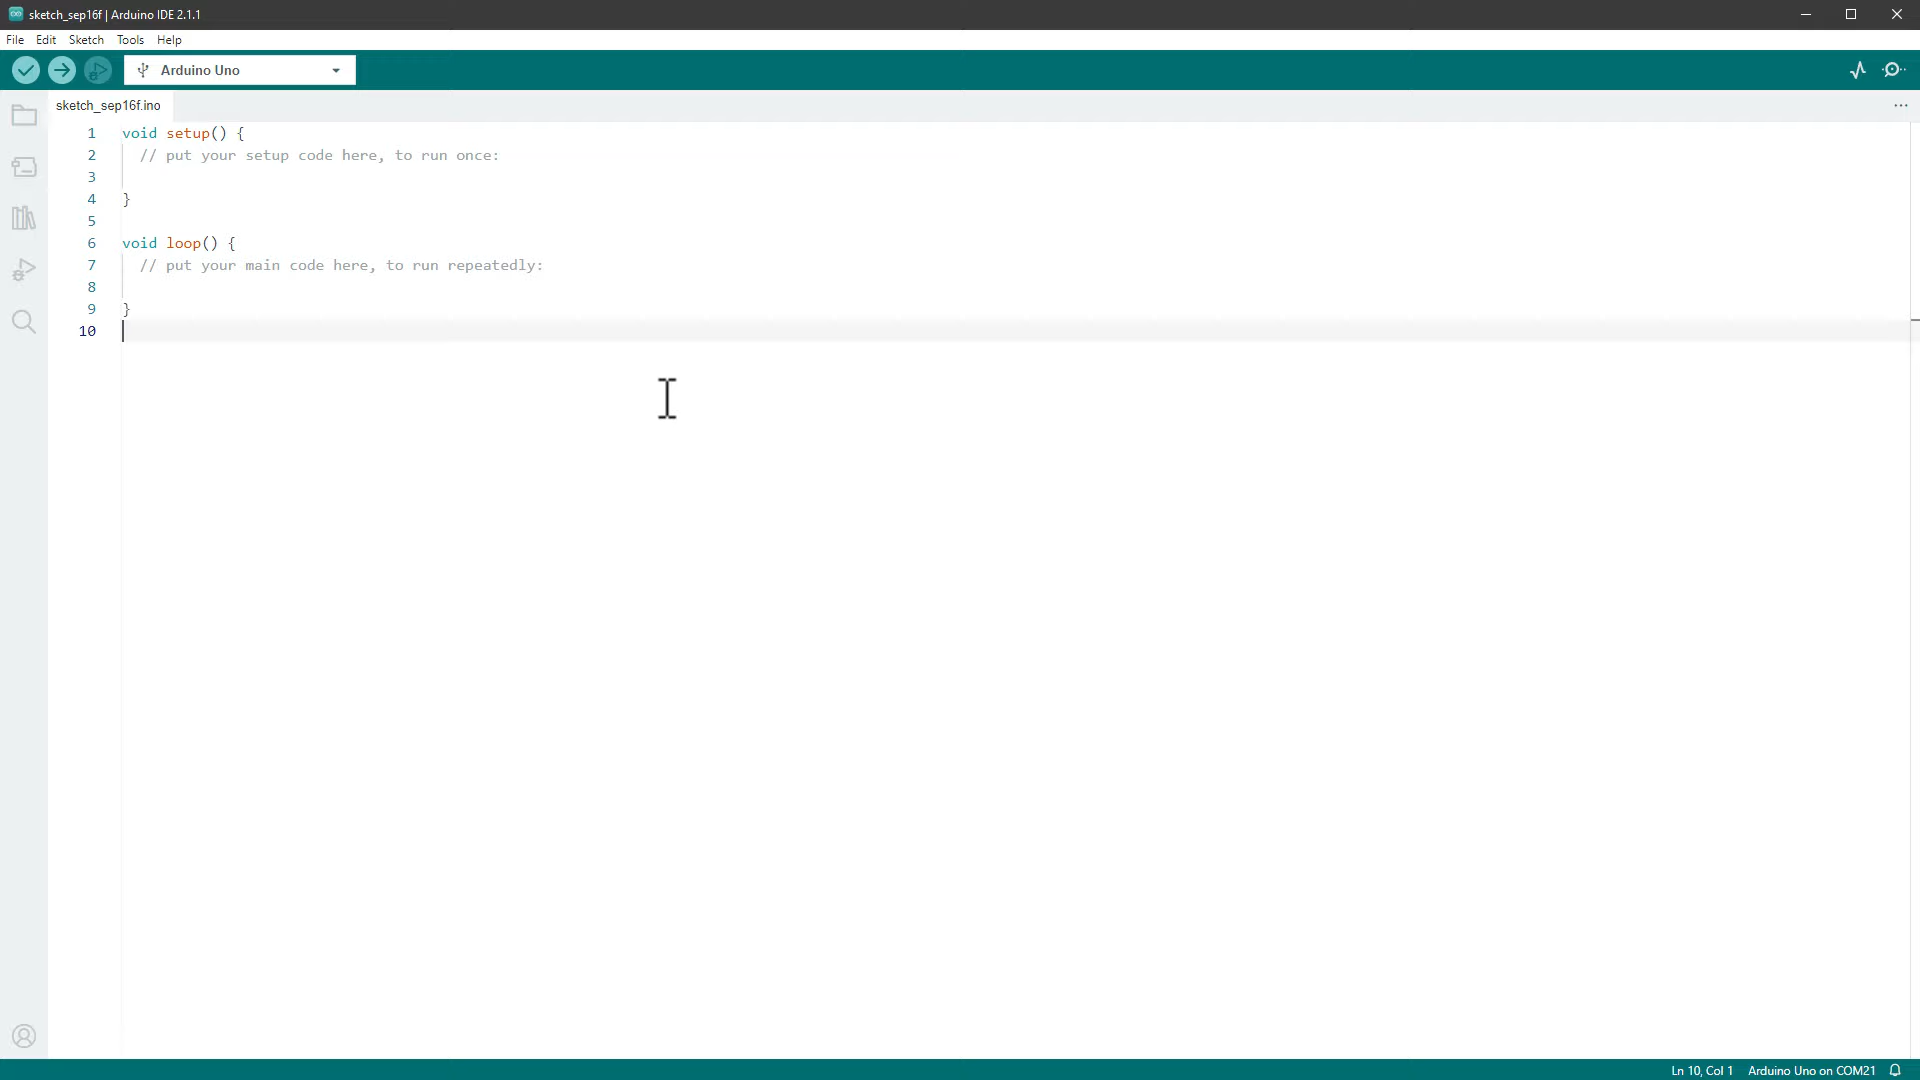 sketch_sep16f | Arduino IDE 2.1.1
File Edit Sketch Tools Help
Arduino Uno
sketch_sep16f.ino
1 void setup() {
2 // put your setup code here, to run once:
3
4 }
5
6 void loop() {
7 // put your main code here, to run repeatedly:
8
9 }
10
Ln 10, Col 1 Arduino Uno on COM21